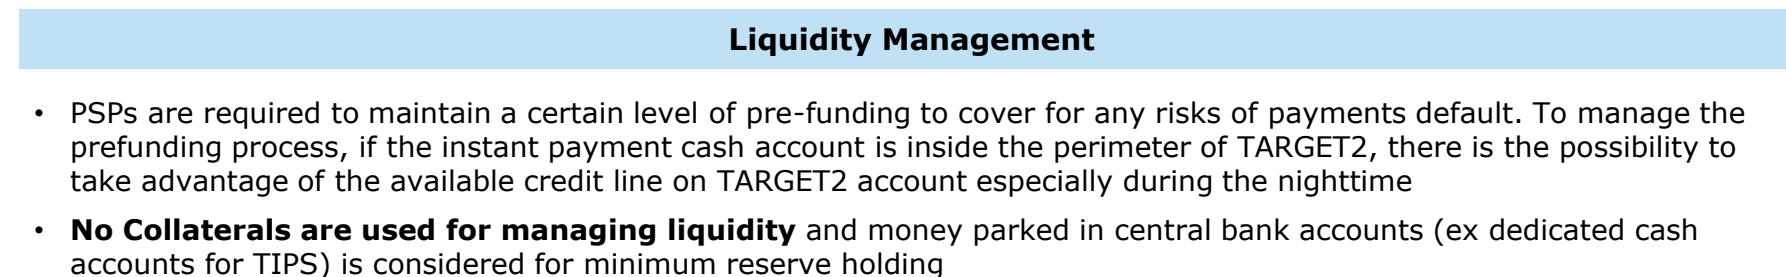 Liquidity Management
• PSPs are required to maintain a certain level of pre-funding to cover for any risks of payments default. To manage the
prefunding process, if the instant payment cash account is inside the perimeter of TARGET2, there is the possibility to
take advantage of the available credit line on TARGET2 account especially during the nighttime
• No Collaterals are used for managing liquidity and money parked in central bank accounts (ex dedicated cash
accounts for TIPS) is considered for minimum reserve holding